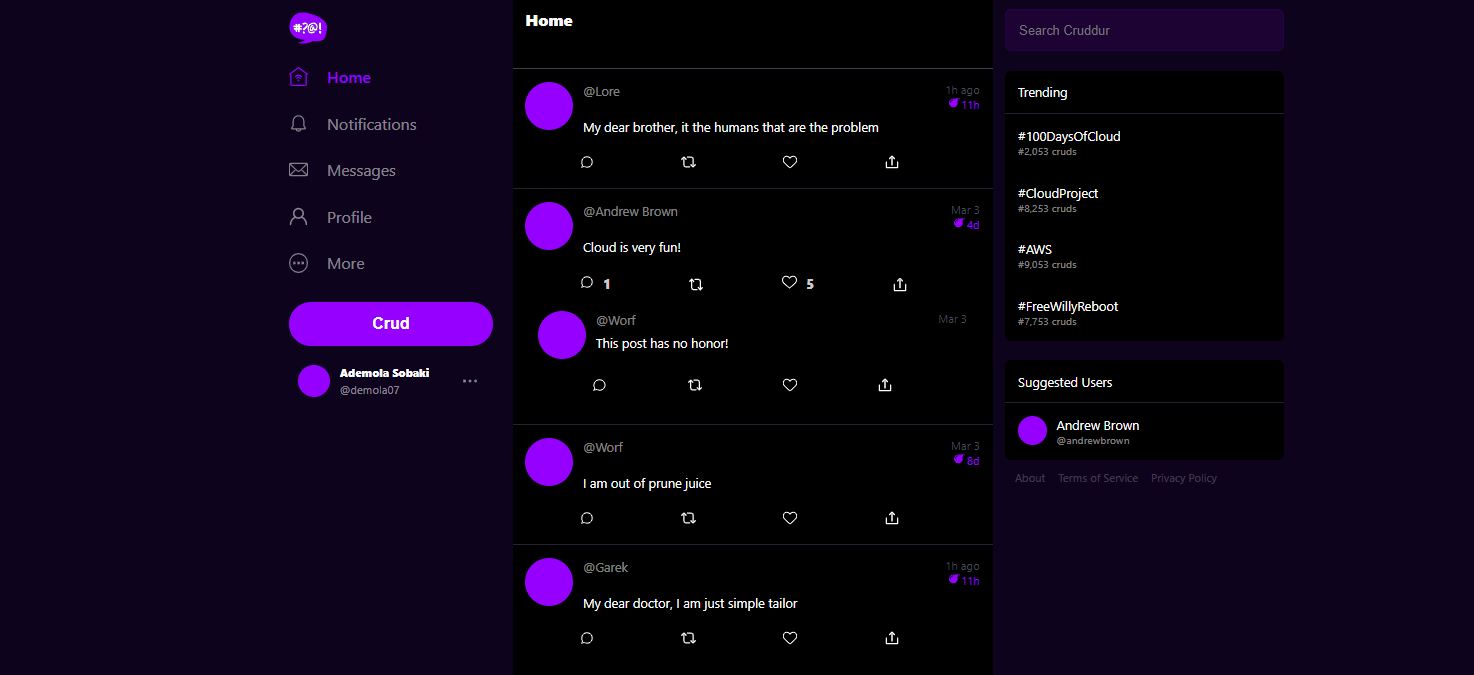 #?@!
Home
Notifications
Messages
Profile
More
Crud
Ademola Sobaki
@demola07
Home
@Lore
1h ago
11h
My dear brother, it the humans that are the problem
@Andrew Brown
Mar 3
4d
Cloud is very fun!
1 5
@Worf
Mar 3
This post has no honor!
@Worf
Mar 3
8d
I am out of prune juice
@Garek
1h ago
11h
My dear doctor, I am just simple tailor
Search Cruddur
Trending
#100DaysOfCloud
#2,053 cruds
#CloudProject
#8,253 cruds
#AWS
#9,053 cruds
#FreeWillyReboot
#7,753 cruds
Suggested Users
Andrew Brown
@andrewbrown
About Terms of Service Privacy Policy